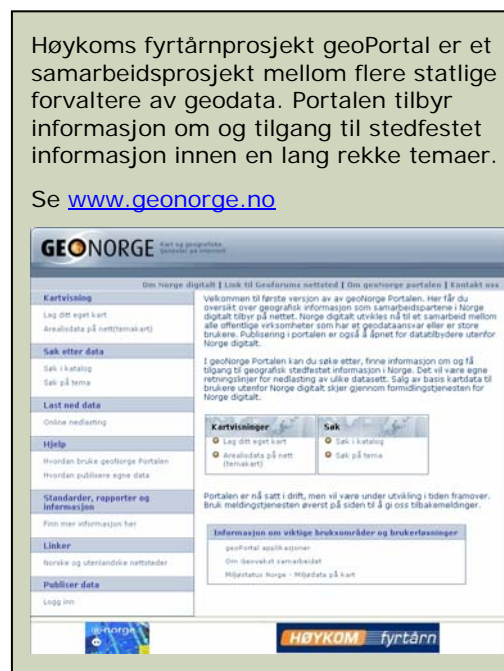 Høykoms fyrtårnprosjekt geoPortal er et
samarbeidsprosjekt mellom flere statlige
forvaltere av geodata. Portalen tilbyr
informasjon om og tilgang til stedfestet
informasjon innen en lang rekke temaer.
Se www.geonorge.no
GEONORGE
Kart og geografiske
tjenester på internett
Om Norge digitalt | Link til Geoforums nettsted | Om geoNorge portalen | Kontakt oss
Kartvisning
Lag ditt eget kart
Arealisdata på nett(temakart)
Søk etter data
Søk i katalog
Søk på tema
Last ned data
Online nedlasting
Hjelp
Hvordan bruke geoNorge Portalen
Hvordan publisere egne data
Standarder, rapporter og
informasjon
Finn mer informasjon her
Linker
Norske og utenlandske nettsteder
Publiser data
Logg inn
Velkommen til første versjon av av geoNorge Portalen. Her får du
oversikt over geografisk informasjon som samarbeidspartene i Norge
digitalt tilbyr på nettet. Norge digitalt utvikles nå til et samarbeid mellom
alle offentlige virksomheter som har et geodataansvar eller er store
brukere. Publisering i portalen er også å åpnet for datatilbydere utenfor
Norge digitalt.
I geoNorge Portalen kan du søke etter, finne informasjon om og få
tilgang til geografisk stedfestet informasjon i Norge. Det vil være egne
retningslinjer for nedlasting av ulike datasett. Salg av basis kartdata til
brukere utenfor Norge digitalt skjer gjennom formidlingstjenesten for
Norge digitalt.
Kartvisninger
Lag ditt eget kart
Arealisdata på nett
(temakart)
Søk
Søk i katalog
Søk på tema
Portalen er nå satt i drift, men vil være under utvikling i tiden framover.
Bruk meldingstjenesten øverst på siden til å gi oss tilbakemeldinger.
Informasjon om viktige bruksområder og brukerløsninger
geoPortal applikasjoner
Om Geovekst samarbeidet
Miljøstatus Norge - Miljødata på kart
HØYKOM fyrtårn